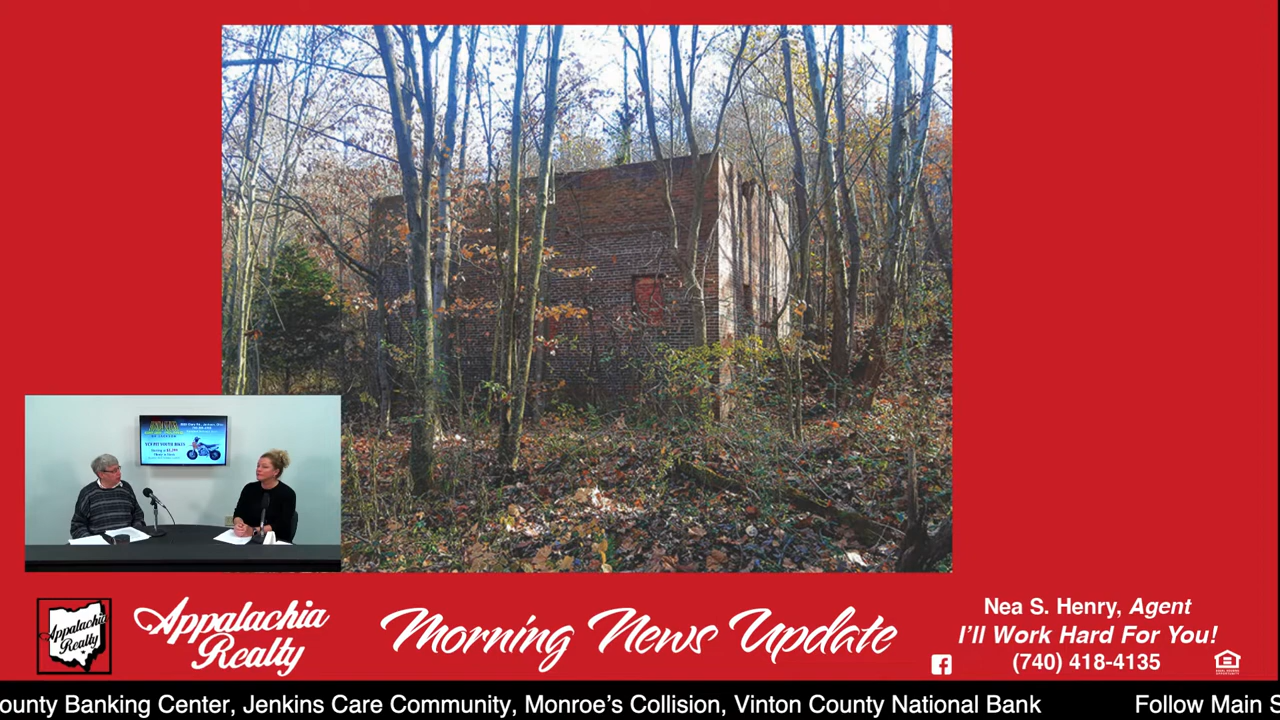 Appalachia
Realty
Appalachia
Realty
Morning News Update
Nea S. Henry, Agent
I'll Work Hard For You!
(740) 418-4135
ounty Banking Center, Jenkins Care Community, Monroe's Collision, Vinton County National Bank
Follow Main S